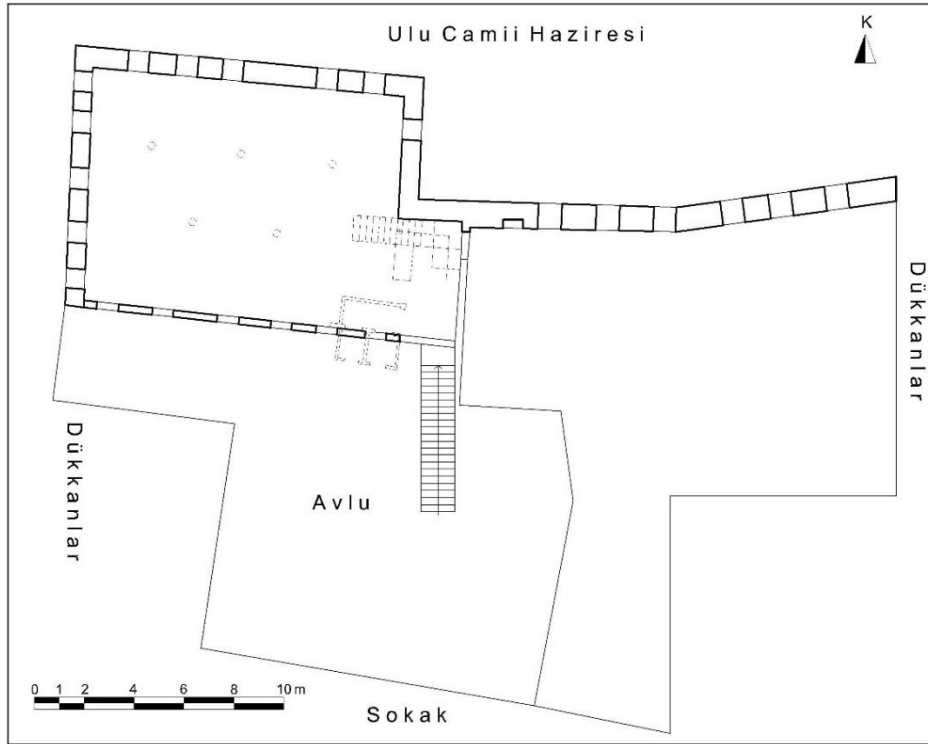 Ulu Camii Haziresi
K
Dükkanlar
Dükkanlar
Avlu
0 1 2 4 6 8 10 m
Sokak